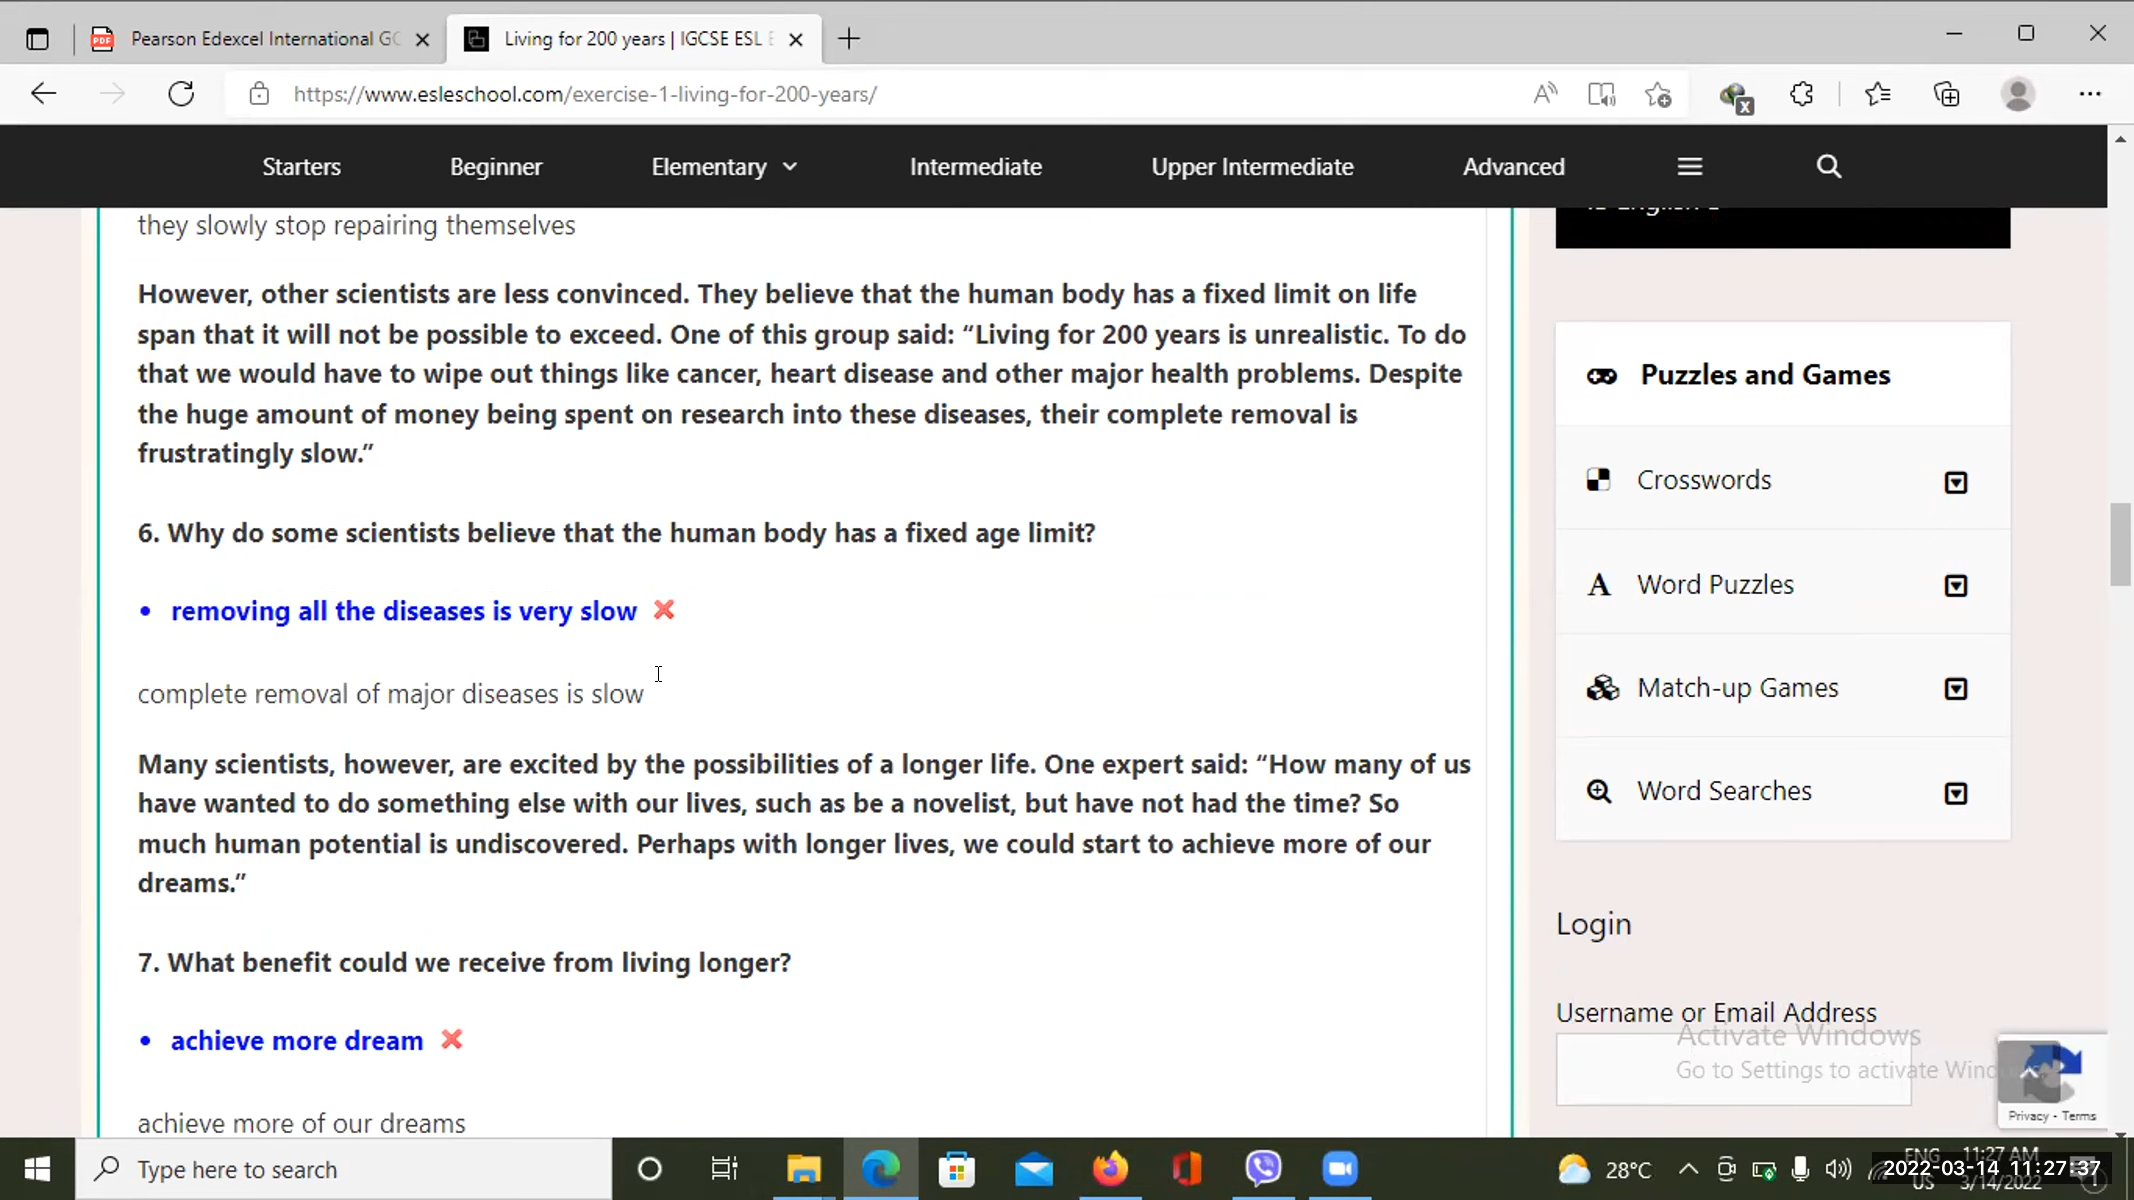 Pearson Edexcel International GC
Living for 200 years | IGCSE ESL E
https://www.esleschool.com/exercise-1-living-for-200-years/
Starters
Beginner
Elementary
Intermediate
Upper Intermediate
Advanced
they slowly stop repairing themselves
However, other scientists are less convinced. They believe that the human body has a fixed limit on life
span that it will not be possible to exceed. One of this group said: “Living for 200 years is unrealistic. To do
that we would have to wipe out things like cancer, heart disease and other major health problems. Despite
the huge amount of money being spent on research into these diseases, their complete removal is
frustratingly slow.”
6. Why do some scientists believe that the human body has a fixed age limit?
• removing all the diseases is very slow
complete removal of major diseases is slow
Many scientists, however, are excited by the possibilities of a longer life. One expert said: “How many of us
have wanted to do something else with our lives, such as be a novelist, but have not had the time? So
much human potential is undiscovered. Perhaps with longer lives, we could start to achieve more of our
dreams.”
7. What benefit could we receive from living longer?
• achieve more dream
achieve more of our dreams
Puzzles and Games
Crosswords
Word Puzzles
Match-up Games
Word Searches
Login
Username or Email Address
Activate Windows
Go to Settings to activate Wind
Privacy - Terms
Type here to search
28°C
ENG
US
11:27 AM
3/14/2022
2022-03-14 11:27:37